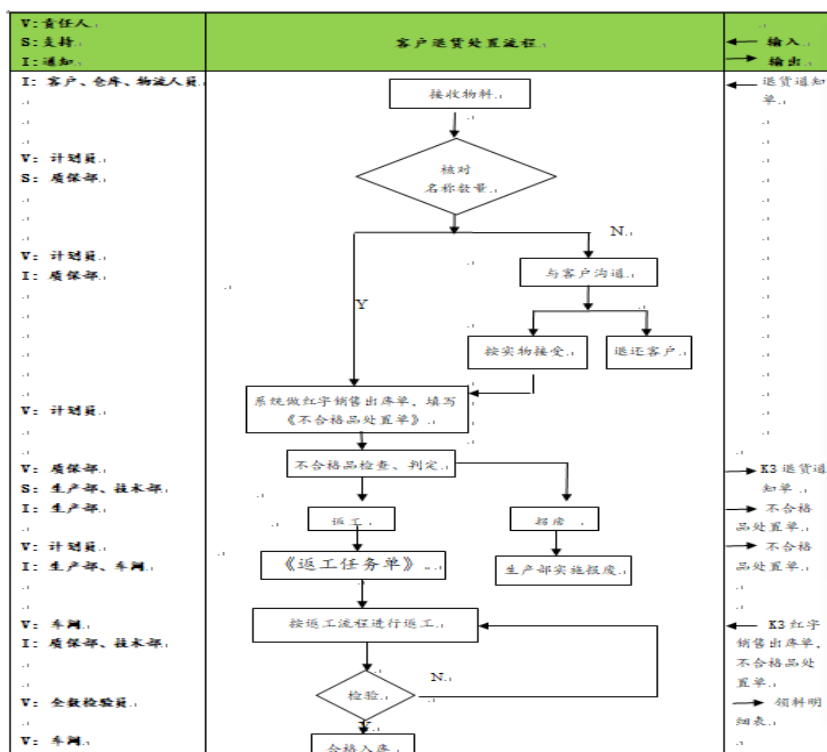 V:责任人
S:支持
I:通知
客户退货处置流程
输入
输出
I: 客户、仓库、物流人员
接收物料
退货通知
单
V: 计划员
S: 质保部
核对
名称数量
N
V: 计划员
I: 质保部
与客户沟通
Y
按实物接受
退还客户
系统做红字销售出库单、填写
《不合格品处置单》
V: 计划员
不合格品检查、判定
V: 质保部
S: 生产部、技术部
I: 生产部
K3 退货通
知单
不合格
品处置单
返工
报废
V: 计划员
I: 生产部、车间
《返工任务单》
生产部实施报废
不合格
品处置单
V: 车间
I: 质保部、技术部
按返工流程进行返工
K3 红字
销售出库单,
不合格品处
置单
N
检验
V: 全数检验员
领料明
细表
Y
V: 车间
合格入库